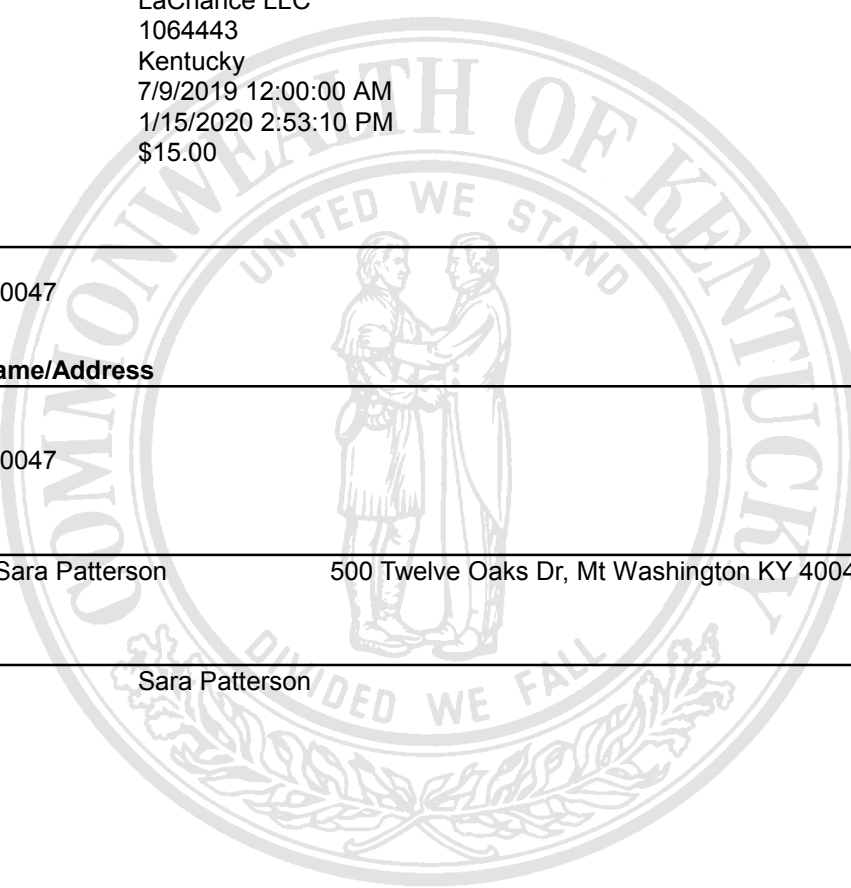 LaChance LLC
1064443
Kentucky
7/9/2019 12:00:00 AM
1/15/2020 2:53:10 PM
$15.00
COMMONWEALTH OF KENTUCKY
UNITED WE STAND
0047
ame/Address
0047
Sara Patterson 500 Twelve Oaks Dr, Mt Washington KY 4004
Sara Patterson
DIVIDED WE FALL